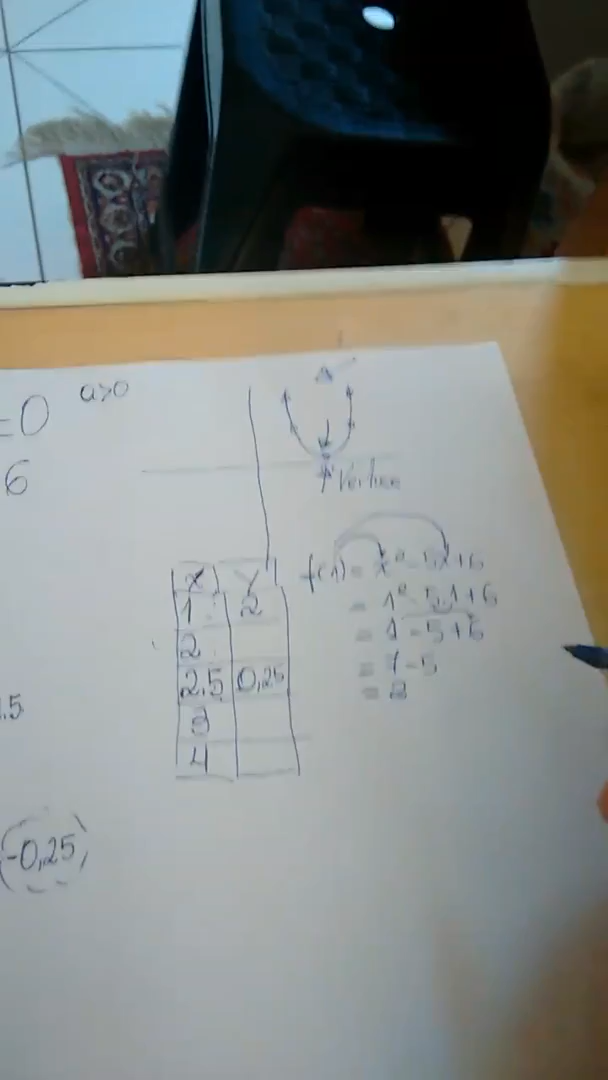 a>0
=0
6
Vertice
x y
f(1) = x² - 5x+6
1 2
= 1² - 5.1+6
2
= 1 - 5+6
2.5 0,25
= 7-5
= 2
3
4
.5
(-0,25)